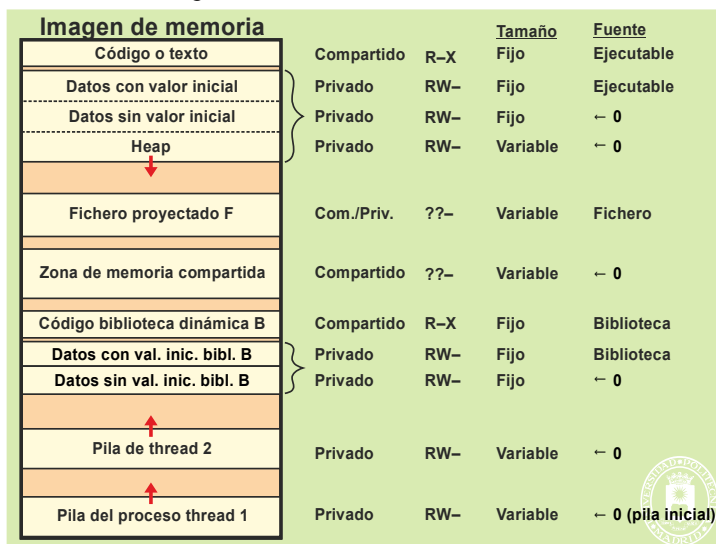 Imagen de memoria Tamaño Fuente
Código o texto Compartido R–X Fijo Ejecutable
Datos con valor inicial Privado RW– Fijo Ejecutable
Datos sin valor inicial Privado RW– Fijo ← 0
Heap Privado RW– Variable ← 0
Fichero proyectado F Com./Priv. ??– Variable Fichero
Zona de memoria compartida Compartido ??– Variable ← 0
Código biblioteca dinámica B Compartido R–X Fijo Biblioteca
Datos con val. inic. bibl. B Privado RW– Fijo Biblioteca
Datos sin val. inic. bibl. B Privado RW– Fijo ← 0
Pila de thread 2 Privado RW– Variable ← 0
Pila del proceso thread 1 Privado RW– Variable ← 0 (pila inicial)